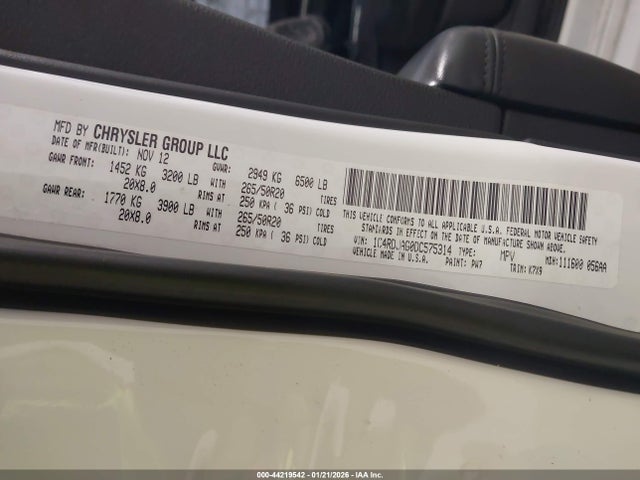 MFD BY CHRYSLER GROUP LLC
DATE OF MFR(BUILT): NOV 12 GVWR: 2949 KG 6500 LB
GAWR FRONT: 1452 KG 3200 LB WITH 265/50R20 TIRES
20X8.0 RIMS AT 250 KPA ( 36 PSI) COLD
GAWR REAR: 1770 KG 3900 LB WITH 265/50R20 TIRES
20X8.0 RIMS AT 250 KPA ( 36 PSI) COLD
THIS VEHICLE CONFORMS TO ALL APPLICABLE U.S.A. FEDERAL MOTOR VEHICLE SAFETY
STANDARDS IN EFFECT ON THE DATE OF MANUFACTURE SHOWN ABOVE.
VIN: 1C4RDJAG0DC575314 TYPE: MPV MDH:111600 056AA
VEHICLE MADE IN U.S.A. PAINT: PW7 TRIM: K7X9
000-44219542 - 01/21/2026 - IAA Inc.